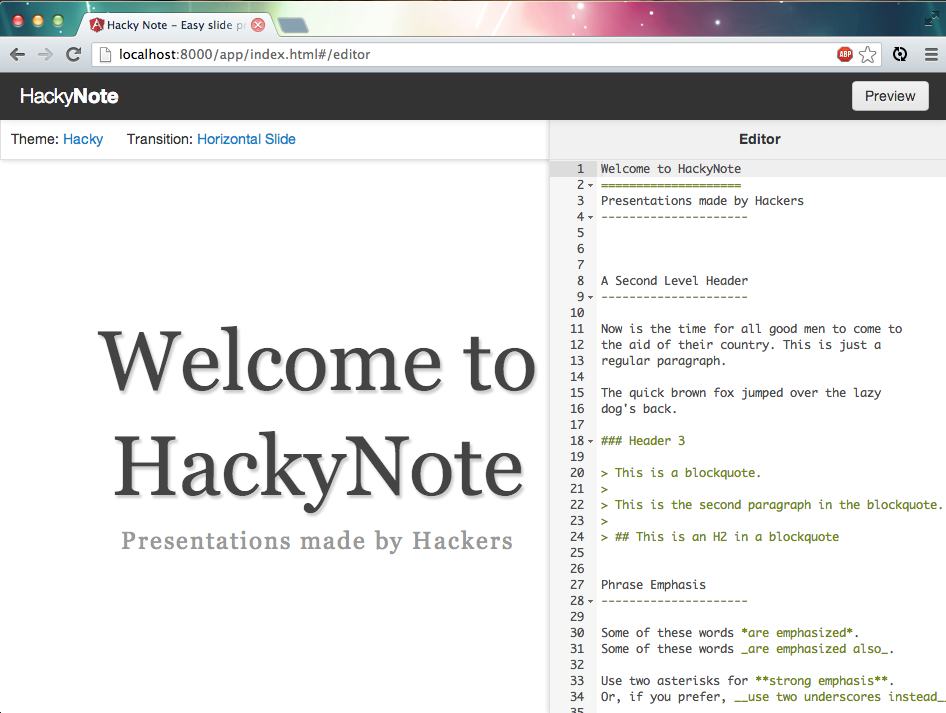 Hacky Note – Easy slide pr
localhost:8000/app/index.html#/editor
ABP
HackyNote
Preview
Theme: Hacky Transition: Horizontal Slide
Editor
Welcome to
HackyNote
Presentations made by Hackers
1 Welcome to HackyNote
2 ====================
3 Presentations made by Hackers
4 ---------------------
5
6
7
8 A Second Level Header
9 ---------------------
10
11 Now is the time for all good men to come to
12 the aid of their country. This is just a
13 regular paragraph.
14
15 The quick brown fox jumped over the lazy
16 dog's back.
17
18 ### Header 3
19
20 > This is a blockquote.
21 >
22 > This is the second paragraph in the blockquote.
23 >
24 > ## This is an H2 in a blockquote
25
26
27 Phrase Emphasis
28 ---------------------
29
30 Some of these words *are emphasized*.
31 Some of these words _are emphasized also_.
32
33 Use two asterisks for **strong emphasis**.
34 Or, if you prefer, __use two underscores instead__
35